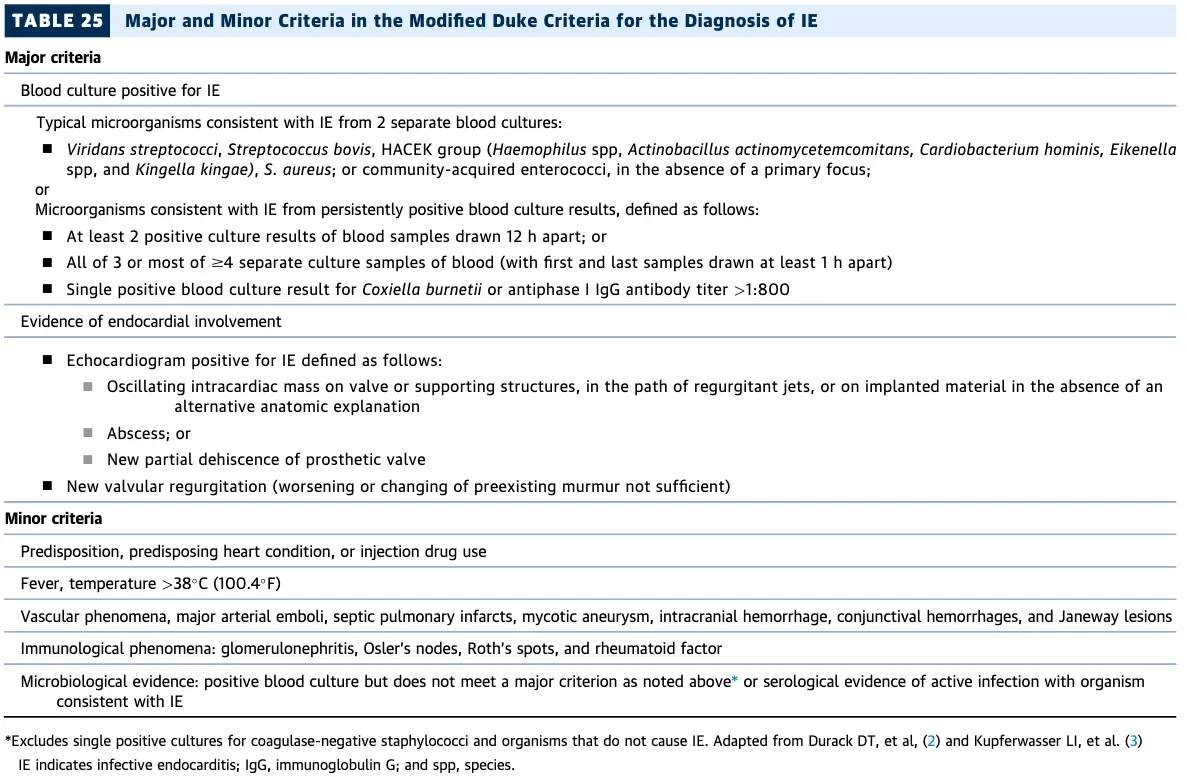 TABLE 25 Major and Minor Criteria in the Modified Duke Criteria for the Diagnosis of IE
Major criteria
Blood culture positive for IE
Typical microorganisms consistent with IE from 2 separate blood cultures:
■ Viridans streptococci, Streptococcus bovis, HACEK group (Haemophilus spp, Actinobacillus actinomycetemcomitans, Cardiobacterium hominis, Eikenella
spp, and Kingella kingae), S. aureus; or community-acquired enterococci, in the absence of a primary focus;
or
Microorganisms consistent with IE from persistently positive blood culture results, defined as follows:
■ At least 2 positive culture results of blood samples drawn 12 h apart; or
■ All of 3 or most of ≥4 separate culture samples of blood (with first and last samples drawn at least 1 h apart)
■ Single positive blood culture result for Coxiella burnetii or antiphase I IgG antibody titer >1:800
Evidence of endocardial involvement
■ Echocardiogram positive for IE defined as follows:
■ Oscillating intracardiac mass on valve or supporting structures, in the path of regurgitant jets, or on implanted material in the absence of an
alternative anatomic explanation
■ Abscess; or
■ New partial dehiscence of prosthetic valve
■ New valvular regurgitation (worsening or changing of preexisting murmur not sufficient)
Minor criteria
Predisposition, predisposing heart condition, or injection drug use
Fever, temperature >38°C (100.4°F)
Vascular phenomena, major arterial emboli, septic pulmonary infarcts, mycotic aneurysm, intracranial hemorrhage, conjunctival hemorrhages, and Janeway lesions
Immunological phenomena: glomerulonephritis, Osler's nodes, Roth's spots, and rheumatoid factor
Microbiological evidence: positive blood culture but does not meet a major criterion as noted above* or serological evidence of active infection with organism
consistent with IE
*Excludes single positive cultures for coagulase-negative staphylococci and organisms that do not cause IE. Adapted from Durack DT, et al, (2) and Kupferwasser LI, et al. (3)
IE indicates infective endocarditis; IgG, immunoglobulin G; and spp, species.